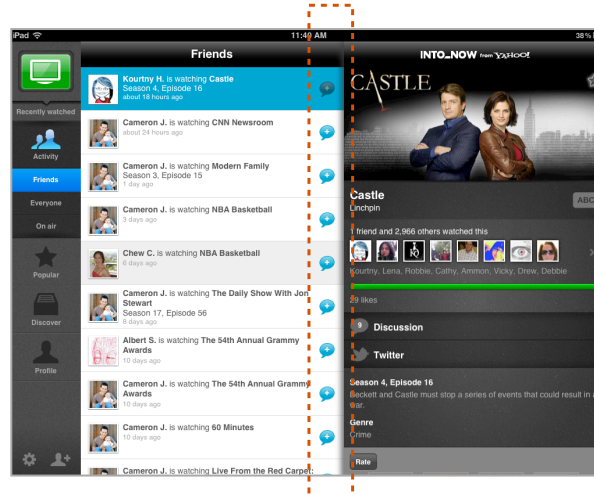 iPad
11:49 AM
38%
Friends
INTO_NOW from YAHOO!
Recently watched
Activity
Friends
Everyone
On air
Popular
Discover
Profile
Kourtny H. is watching Castle
Season 4, Episode 16
about 18 hours ago
Cameron J. is watching CNN Newsroom
about 24 hours ago
Cameron J. is watching Modern Family
Season 3, Episode 15
1 day ago
Cameron J. is watching NBA Basketball
3 days ago
Chew C. is watching NBA Basketball
6 days ago
Cameron J. is watching The Daily Show With Jon
Stewart
Season 17, Episode 56
8 days ago
Albert S. is watching The 54th Annual Grammy
Awards
10 days ago
Cameron J. is watching The 54th Annual Grammy
Awards
10 days ago
Cameron J. is watching 60 Minutes
10 days ago
Cameron J. is watching Live From the Red Carpet:
CASTLE
Castle
Linchpin
ABC
1 friend and 2,966 others watched this
Kourtny, Lena, Robbie, Cathy, Ammon, Vicky, Drew, Debbie
29 likes
9 Discussion
Twitter
Season 4, Episode 16
Beckett and Castle must stop a series of events that could result in a
war.
Genre
Crime
Rate